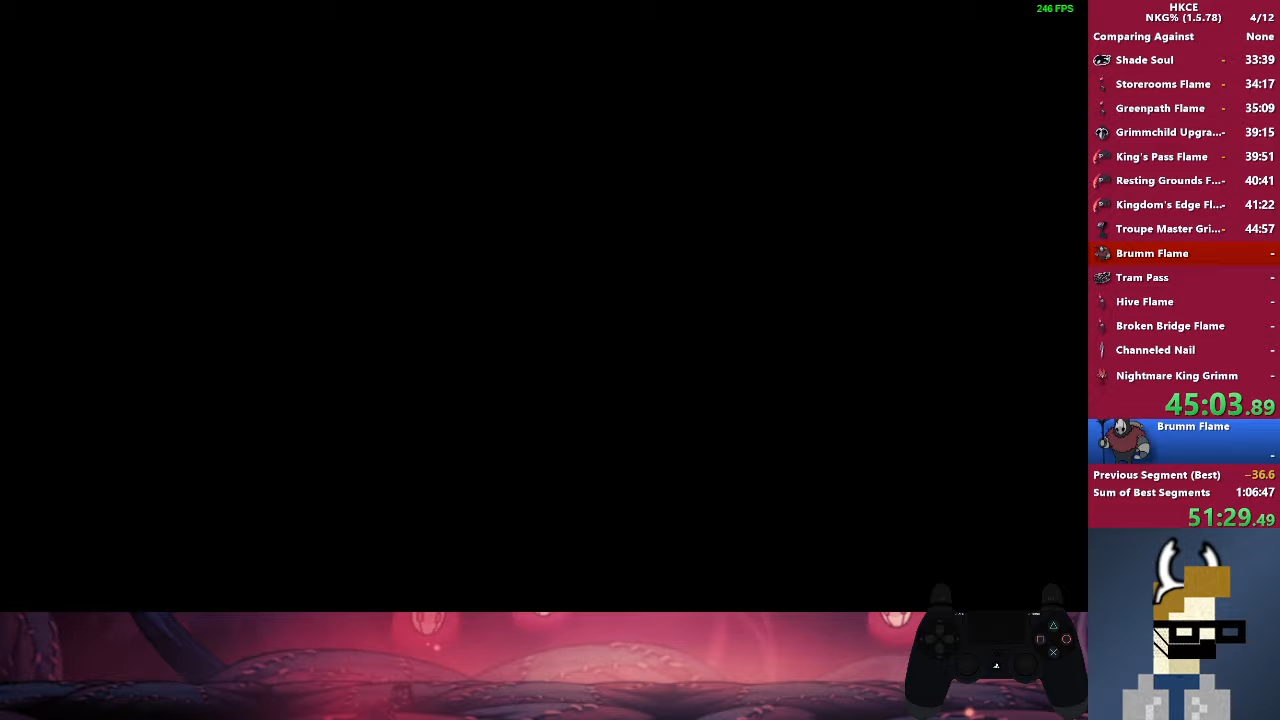 246 FPS
HKCE
NKG% (1.5.78) 4/12
Comparing Against None
Shade Soul - 33:39
Storerooms Flame - 34:17
Greenpath Flame - 35:09
Grimmchild Upgra...- 39:15
King's Pass Flame - 39:51
Resting Grounds F...- 40:41
Kingdom's Edge Fl...- 41:22
Troupe Master Gri...- 44:57
Brumm Flame -
Tram Pass -
Hive Flame -
Broken Bridge Flame -
Channeled Nail -
Nightmare King Grimm -
45:03.89
Brumm Flame
-
Previous Segment (Best) −36.6
Sum of Best Segments 1:06:47
51:29.49